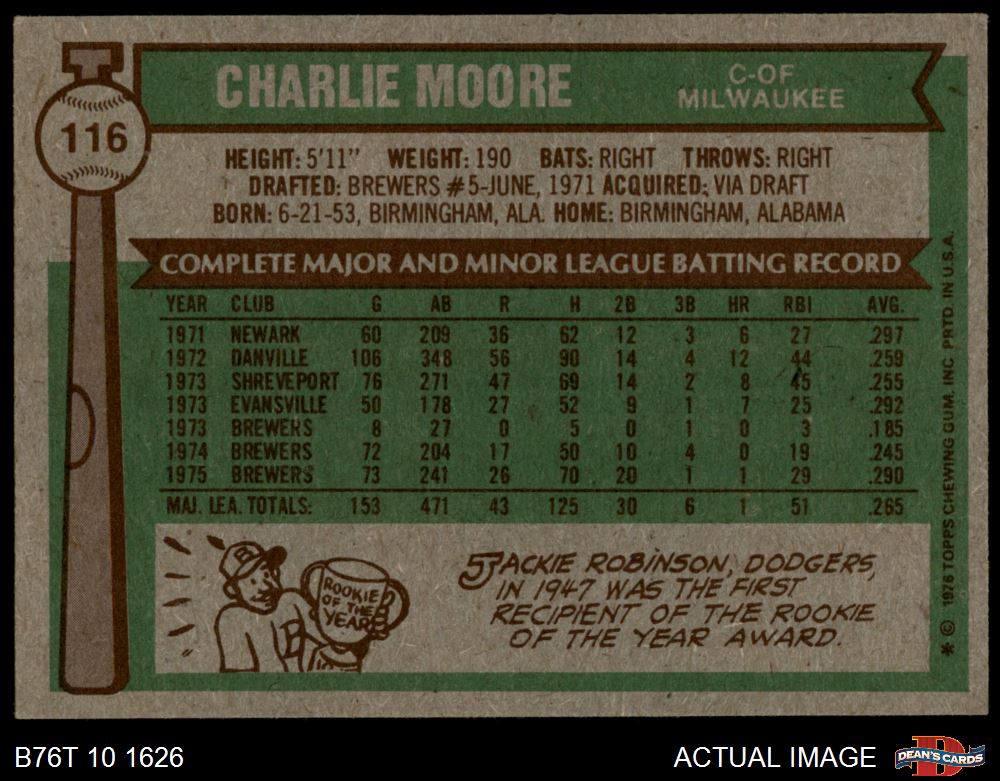 116
CHARLIE MOORE
C-OF
MILWAUKEE
HEIGHT: 5'11" WEIGHT: 190 BATS: RIGHT THROWS: RIGHT
DRAFTED: BREWERS #5-JUNE, 1971 ACQUIRED: VIA DRAFT
BORN: 6-21-53, BIRMINGHAM, ALA. HOME: BIRMINGHAM, ALABAMA
COMPLETE MAJOR AND MINOR LEAGUE BATTING RECORD
YEAR CLUB G AB R H 2B 3B HR RBI AVG.
1971 NEWARK 60 209 36 62 12 3 6 27 .297
1972 DANVILLE 106 348 56 90 14 4 12 44 .259
1973 SHREVEPORT 76 271 47 69 14 2 8 45 .255
1973 EVANSVILLE 50 178 27 52 9 1 7 25 .292
1973 BREWERS 8 27 0 5 0 1 0 3 .185
1974 BREWERS 72 204 17 50 10 4 0 19 .245
1975 BREWERS 73 241 26 70 20 1 1 29 .290
MAJ. LEA. TOTALS: 153 471 43 125 30 6 1 51 .265
ROOKIE
OF THE
YEAR
B
JACKIE ROBINSON, DODGERS,
IN 1947 WAS THE FIRST
RECIPIENT OF THE ROOKIE
OF THE YEAR AWARD.
* © 1976 TOPPS CHEWING GUM, INC. PRTD. IN U.S.A.
B76T 10 1626
ACTUAL IMAGE
D
DEAN'S CARDS